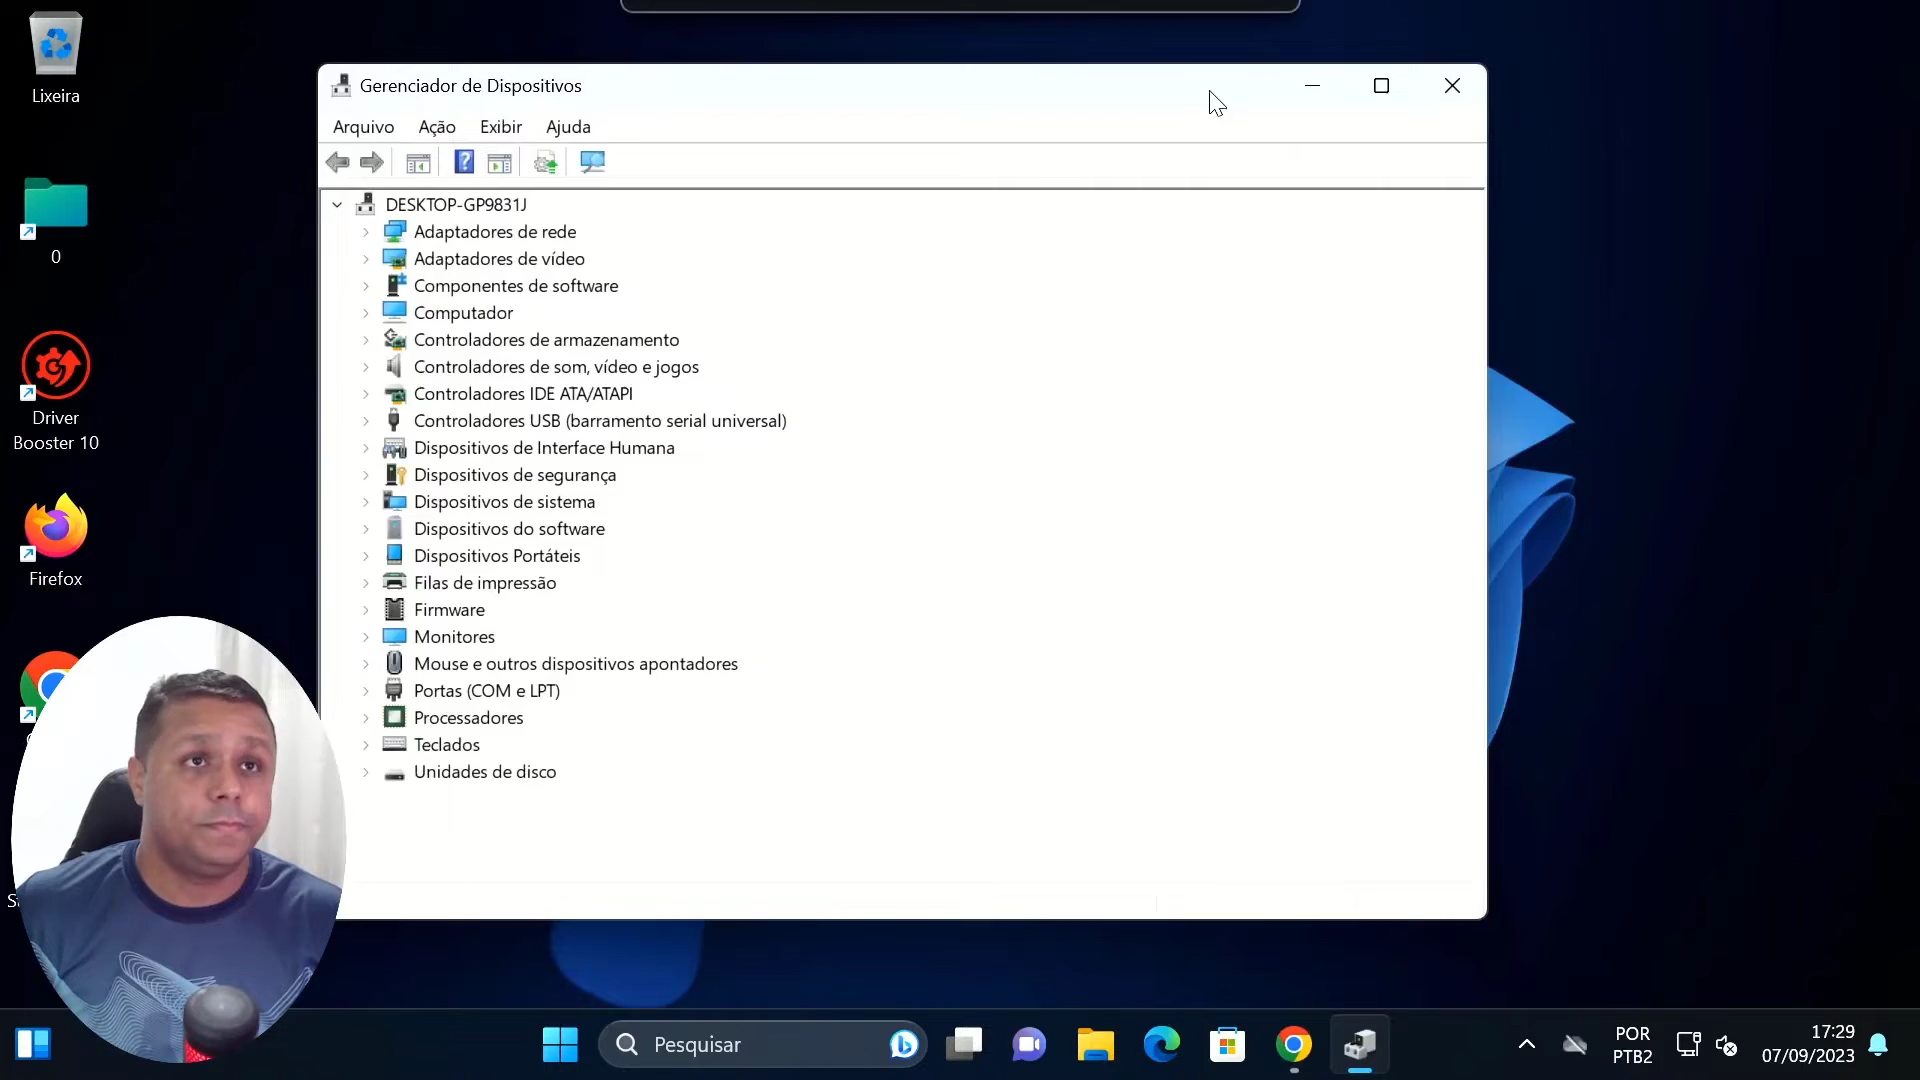 Lixeira
0
Driver
Booster 10
Firefox
Gerenciador de Dispositivos
Arquivo Ação Exibir Ajuda
DESKTOP-GP9831J
Adaptadores de rede
Adaptadores de vídeo
Componentes de software
Computador
Controladores de armazenamento
Controladores de som, vídeo e jogos
Controladores IDE ATA/ATAPI
Controladores USB (barramento serial universal)
Dispositivos de Interface Humana
Dispositivos de segurança
Dispositivos de sistema
Dispositivos do software
Dispositivos Portáteis
Filas de impressão
Firmware
Monitores
Mouse e outros dispositivos apontadores
Portas (COM e LPT)
Processadores
Teclados
Unidades de disco
Pesquisar
POR
PTB2
17:29
07/09/2023